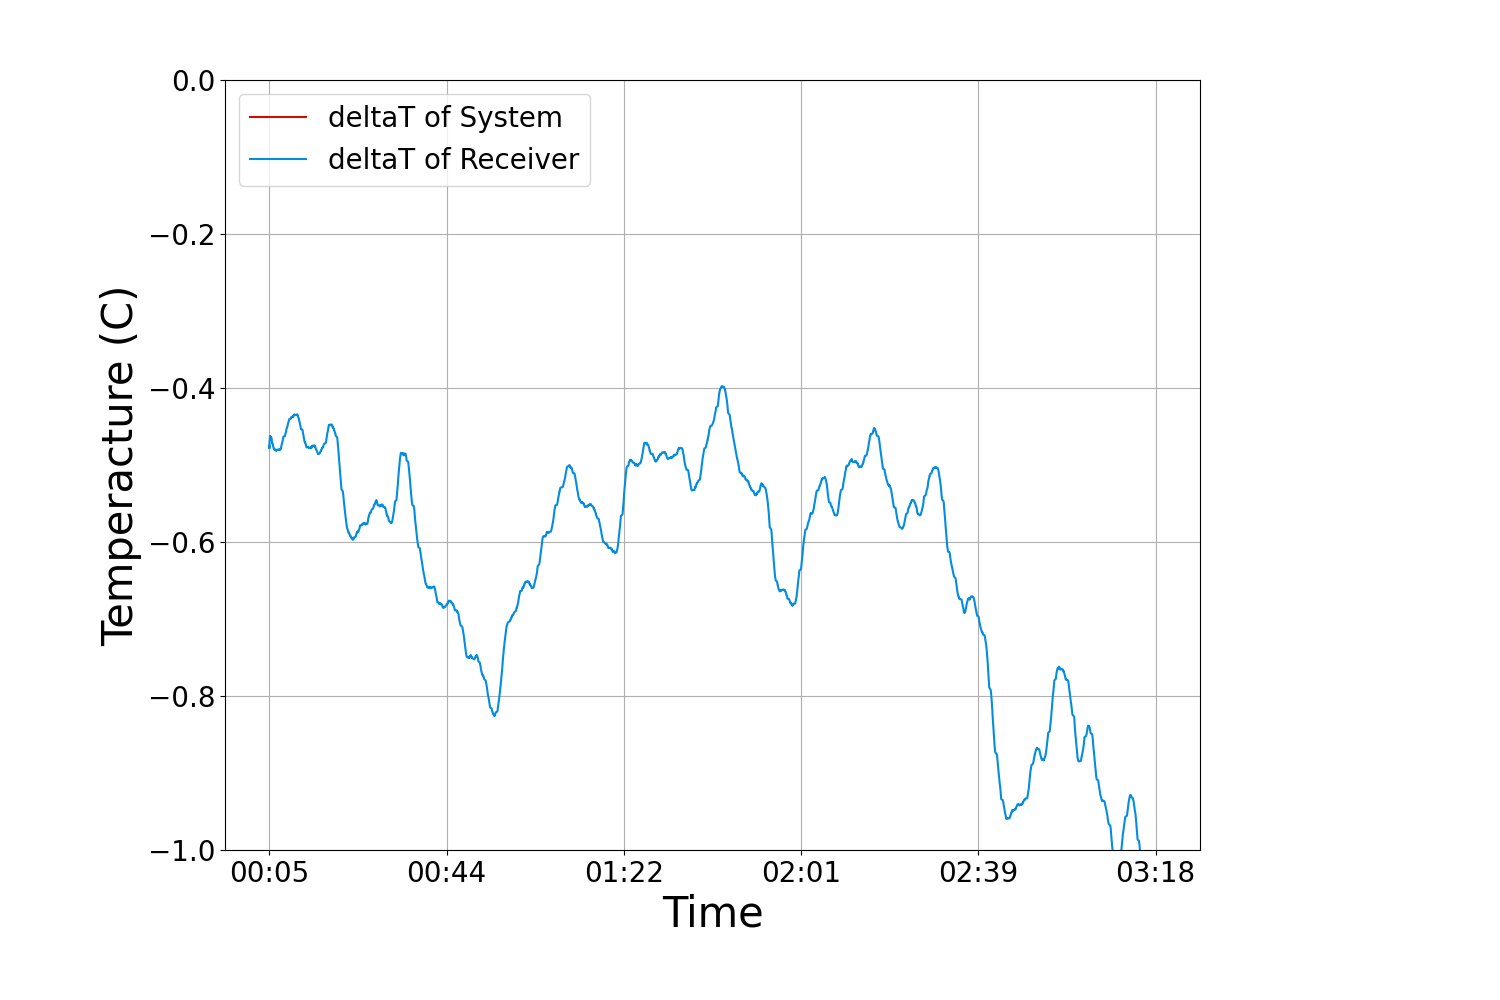 0.0
deltaT of System
deltaT of Receiver
−0.2
−0.4
−0.6
−0.8
−1.0
Temperacture (C)
00:05 00:44 01:22 02:01 02:39 03:18
Time